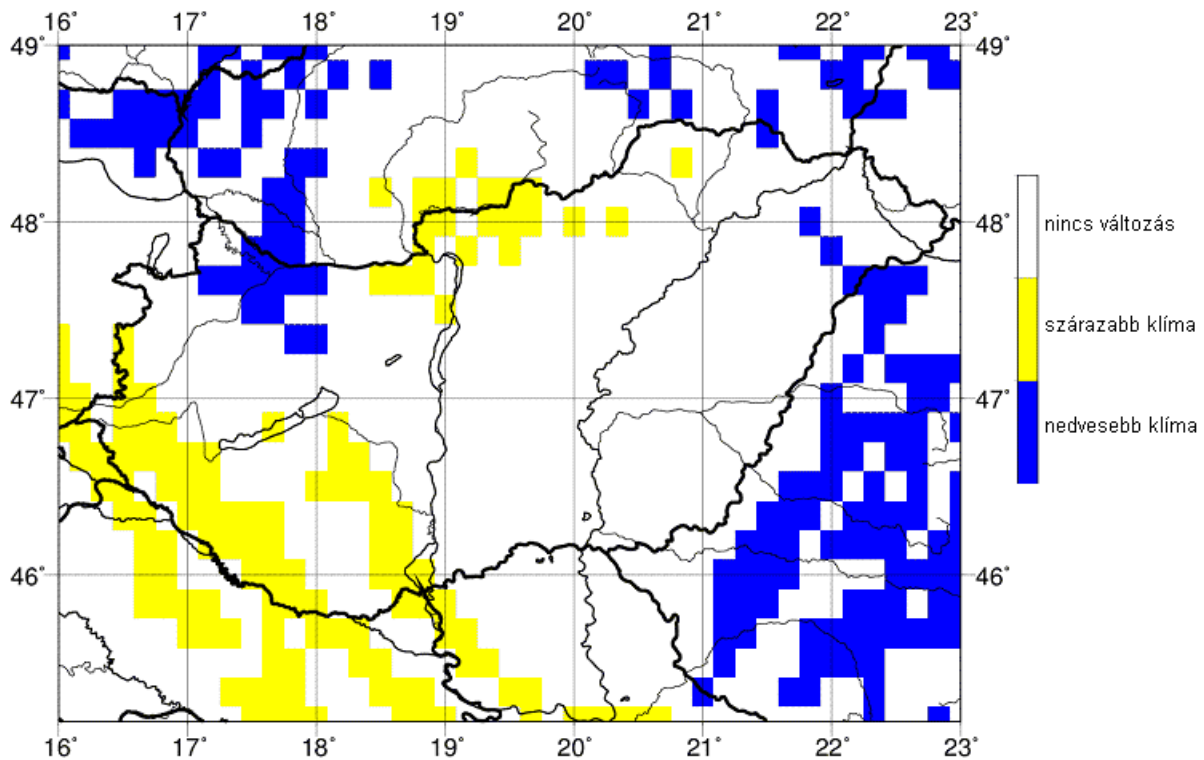 16° 17° 18° 19° 20° 21° 22° 23°
49° 49°
48° 48°
47° 47°
46° 46°
16° 17° 18° 19° 20° 21° 22° 23°
nincs változás
szárazabb klíma
nedvesebb klíma